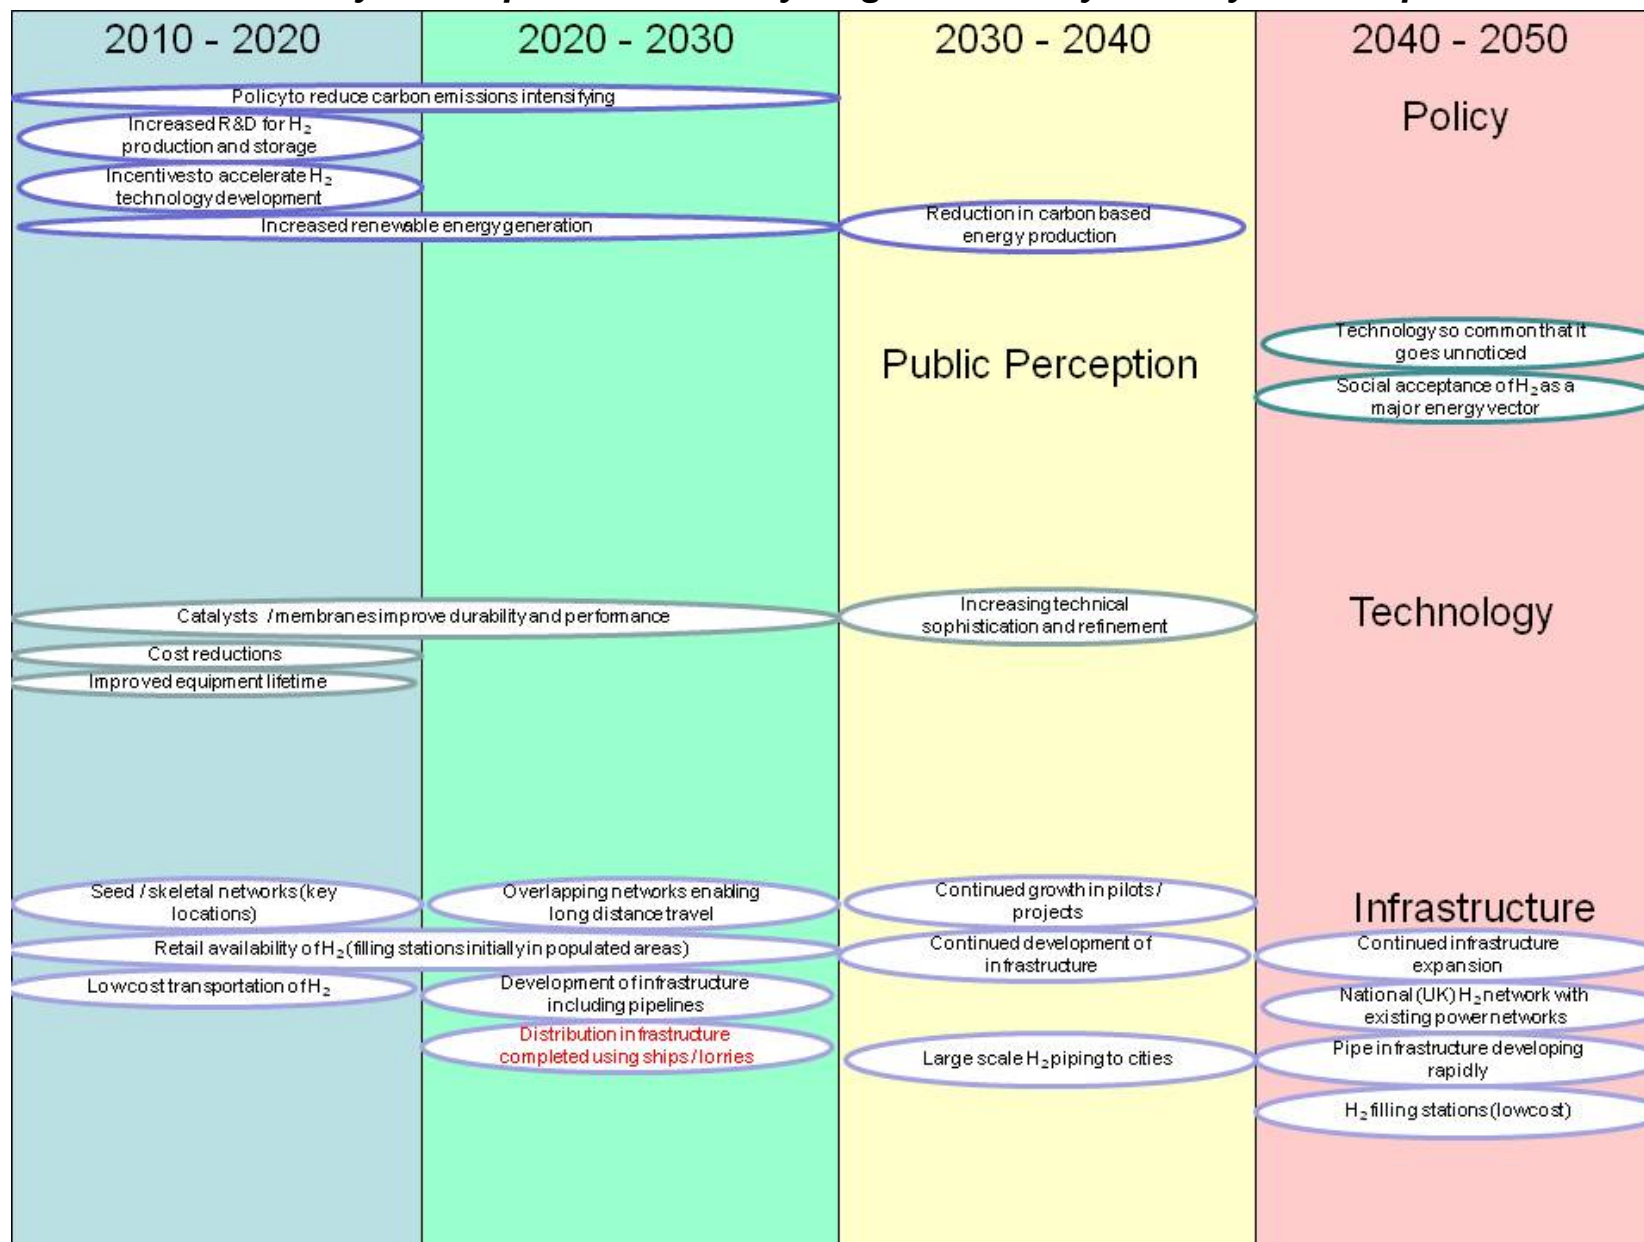 2010 - 2020
2020 - 2030
2030 - 2040
2040 - 2050
Policy to reduce carbon emissions intensifying
Policy
Increased R&D for H₂
production and storage
Incentives to accelerate H₂
technology development
Increased renewable energy generation
Reduction in carbon based
energy production
Public Perception
Technology so common that it
goes unnoticed
Social acceptance of H₂ as a
major energy vector
Catalysts / membranes improve durability and performance
Increasing technical
sophistication and refinement
Technology
Cost reductions
Improved equipment lifetime
Seed / skeletal networks (key
locations)
Overlapping networks enabling
long distance travel
Continued growth in pilots /
projects
Infrastructure
Retail availability of H₂ (filling stations initially in populated areas)
Continued development of
infrastructure
Continued infrastructure
expansion
Low cost transportation of H₂
Development of infrastructure
including pipelines
National (UK) H₂ network with
existing power networks
Distribution infrastructure
completed using ships / lorries
Large scale H₂ piping to cities
Pipe infrastructure developing
rapidly
H₂ filling stations (low cost)